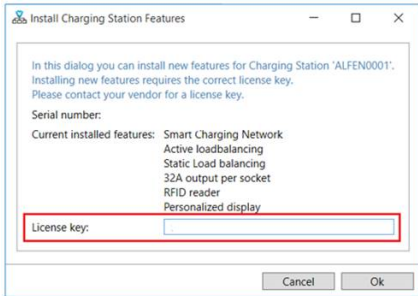 Install Charging Station Features
In this dialog you can install new features for Charging Station 'ALFEN0001'.
Installing new features requires the correct license key.
Please contact your vendor for a license key.
Serial number:
Current installed features: Smart Charging Network
Active loadbalancing
Static Load balancing
32A output per socket
RFID reader
Personalized display
License key:
Cancel Ok